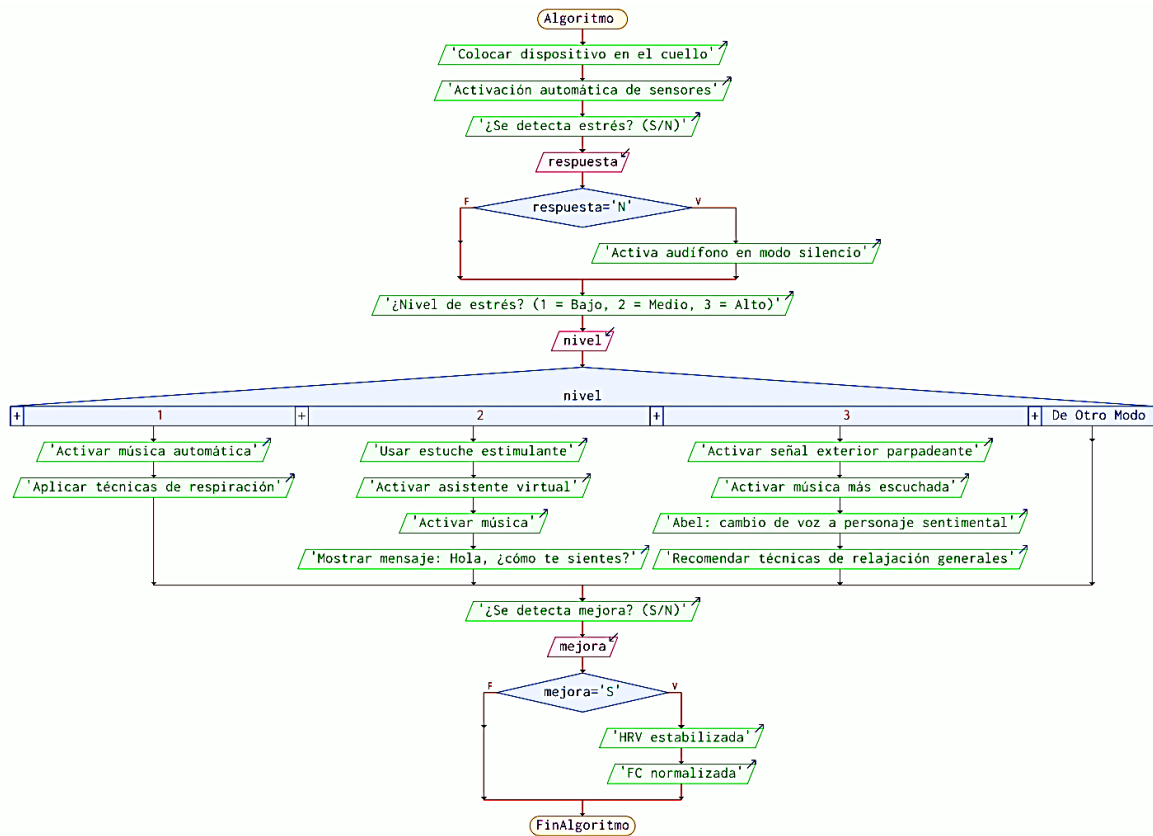 Algoritmo
'Colocar dispositivo en el cuello'
'Activación automática de sensores'
'¿Se detecta estrés? (S/N)'
respuesta
F
respuesta='N'
V
'Activa audífono en modo silencio'
'¿Nivel de estrés? (1 = Bajo, 2 = Medio, 3 = Alto)'
nivel
nivel
+ 1 + 2 + 3 + De Otro Modo
'Activar música automática'
'Aplicar técnicas de respiración'
'Usar estuche estimulante'
'Activar asistente virtual'
'Activar música'
'Mostrar mensaje: Hola, ¿cómo te sientes?'
'Activar señal exterior parpadeante'
'Activar música más escuchada'
'Abel: cambio de voz a personaje sentimental'
'Recomendar técnicas de relajación generales'
'¿Se detecta mejora? (S/N)'
mejora
F
mejora='S'
V
'HRV estabilizada'
'FC normalizada'
FinAlgoritmo